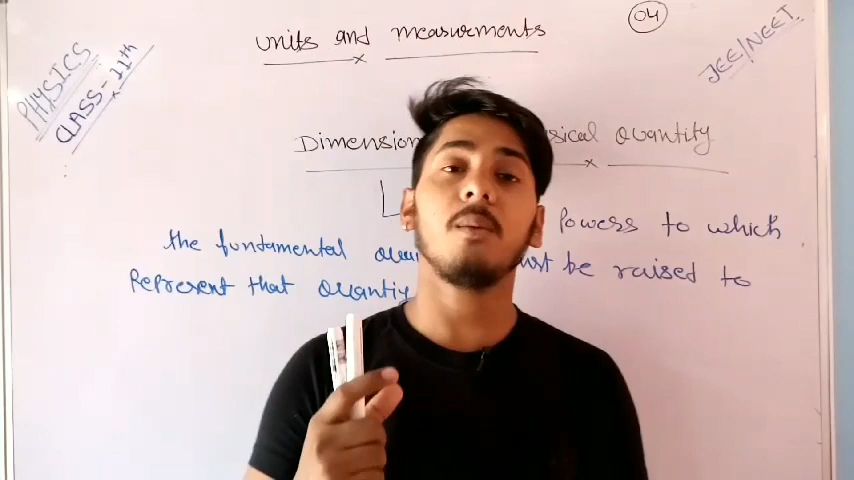 units and measurements
04
PHYSICS
CLASS - 11th
JEE/NEET
Dimension sical Quantity
Powers to which
the fundamental be raised to
Represent that Quantity